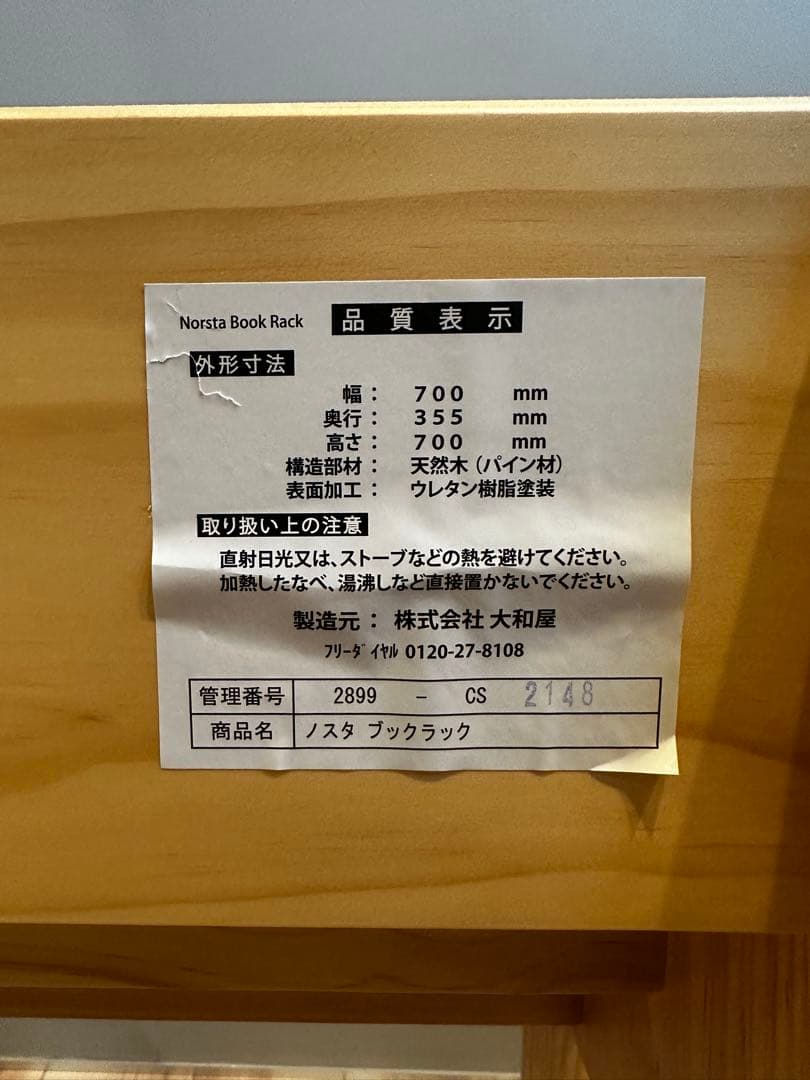 Norsta Book Rack 品質表示
外形寸法
幅： 700 mm
奥行： 355 mm
高さ： 700 mm
構造部材： 天然木（パイン材）
表面加工： ウレタン樹脂塗装
取り扱い上の注意
直射日光又は、ストーブなどの熱を避けてください。
加熱したなべ、湯沸しなど直接置かないでください。
製造元： 株式会社 大和屋
ﾌﾘｰﾀﾞｲﾔﾙ 0120-27-8108
管理番号 2899 － CS 2148
商品名 ノスタ ブックラック